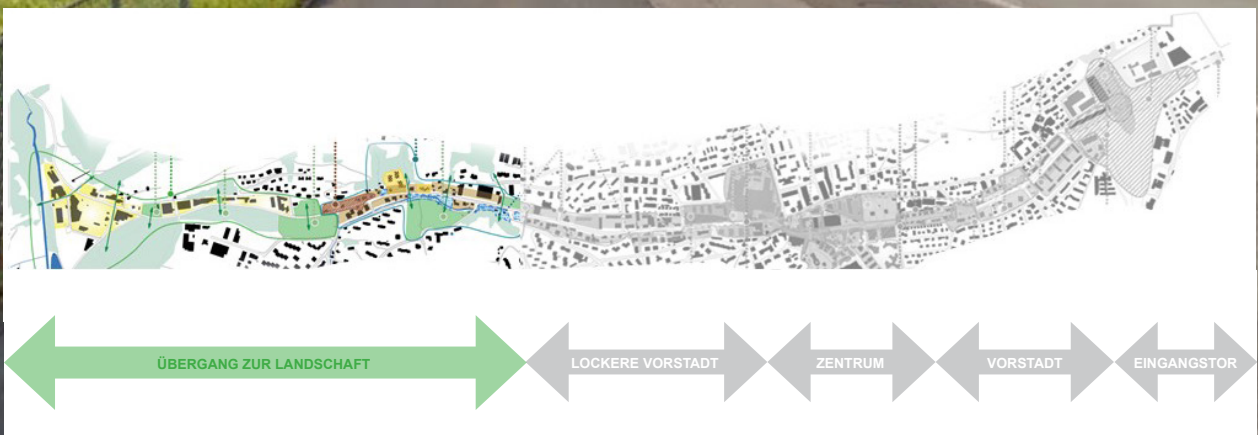 ÜBERGANG ZUR LANDSCHAFT
LOCKERE VORSTADT
ZENTRUM
VORSTADT
EINGANGSTOR